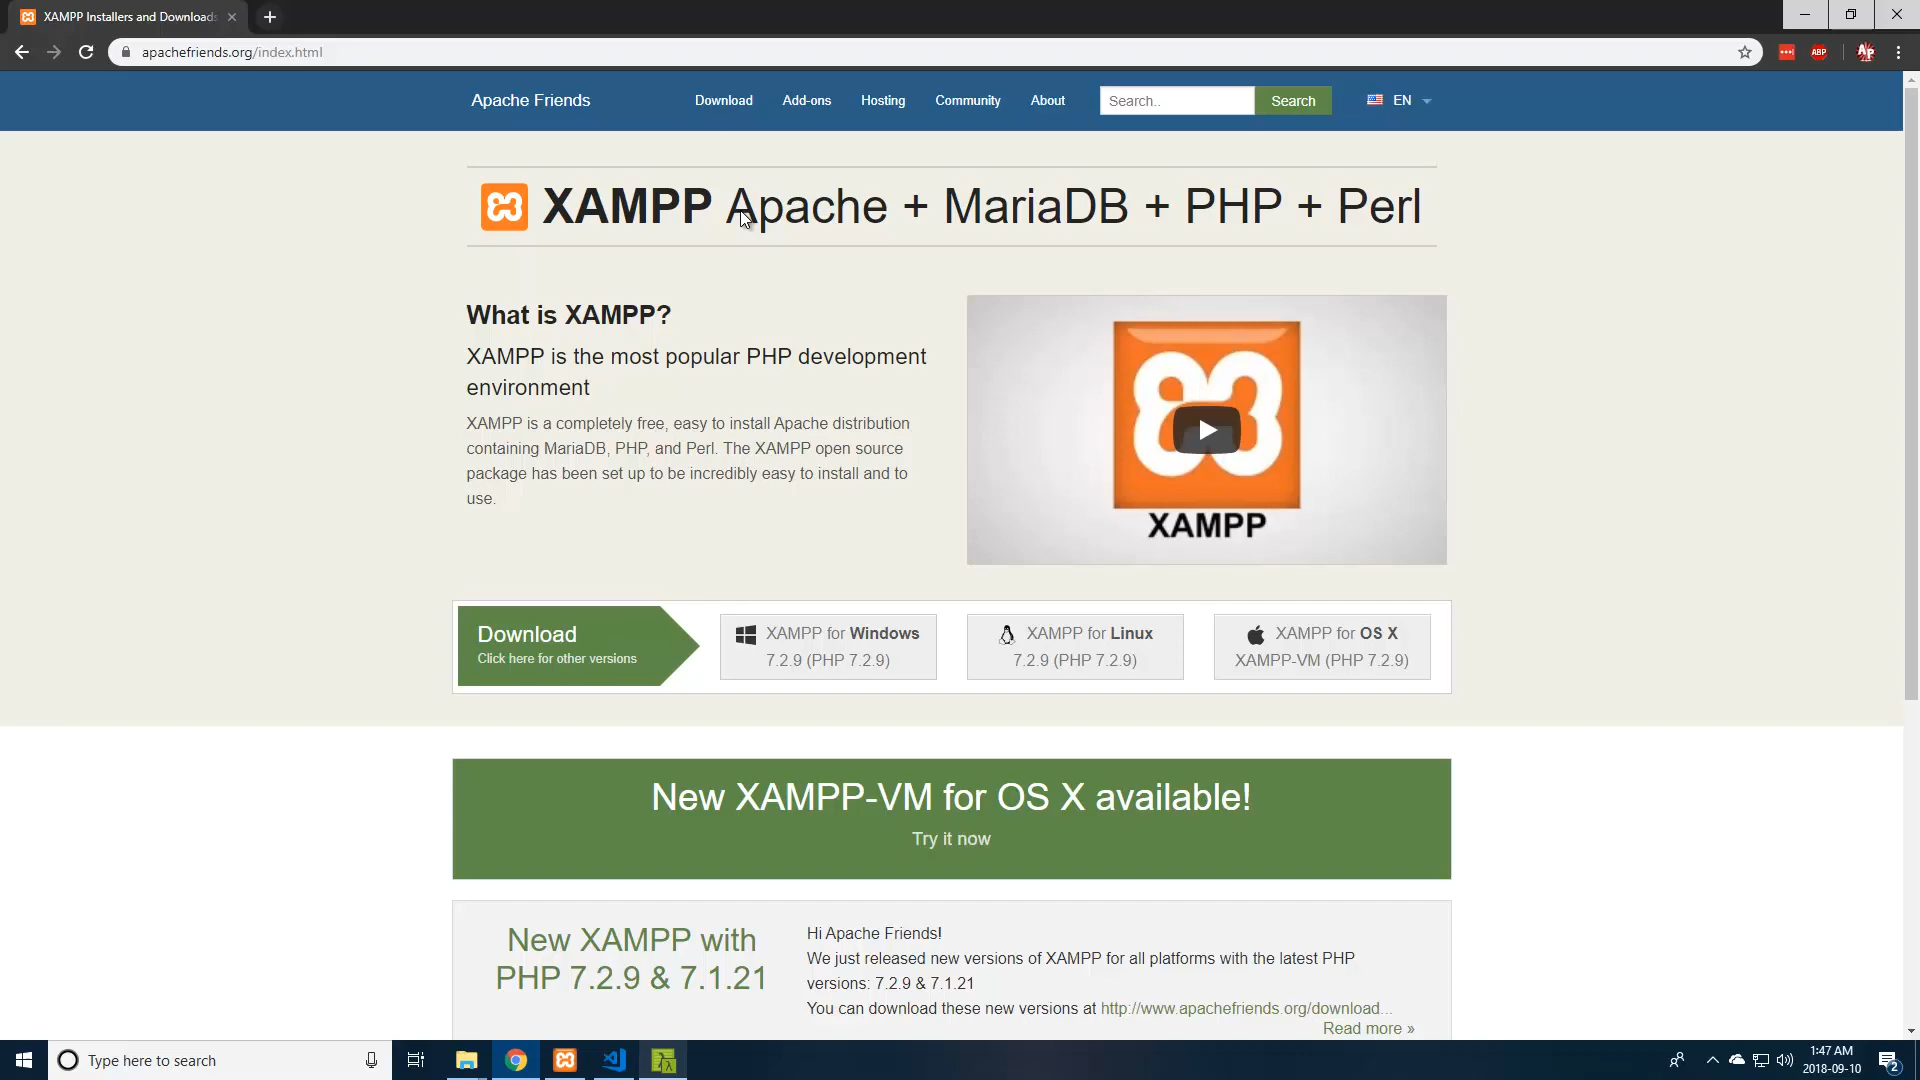 XAMPP Installers and Downloads
apachefriends.org/index.html
ABP
AP
Apache Friends
Download
Add-ons
Hosting
Community
About
Search..
Search
EN
XAMPP Apache + MariaDB + PHP + Perl
What is XAMPP?
XAMPP is the most popular PHP development
environment
XAMPP is a completely free, easy to install Apache distribution
containing MariaDB, PHP, and Perl. The XAMPP open source
package has been set up to be incredibly easy to install and to
use.
XAMPP
Download
Click here for other versions
XAMPP for Windows
7.2.9 (PHP 7.2.9)
XAMPP for Linux
7.2.9 (PHP 7.2.9)
XAMPP for OS X
XAMPP-VM (PHP 7.2.9)
New XAMPP-VM for OS X available!
Try it now
New XAMPP with
PHP 7.2.9 & 7.1.21
Hi Apache Friends!
We just released new versions of XAMPP for all platforms with the latest PHP
versions: 7.2.9 & 7.1.21
You can download these new versions at http://www.apachefriends.org/download...
Read more »
Type here to search
1:47 AM
2018-09-10
2